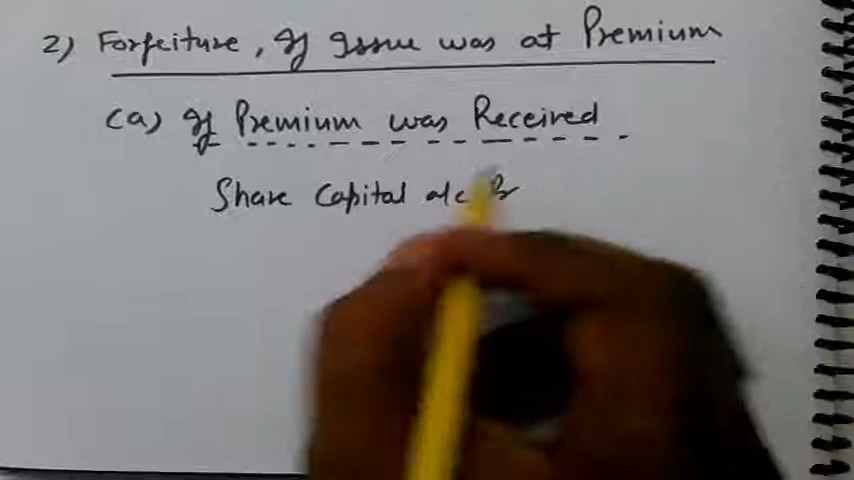 2) Forfeiture, If Issue was at Premium
(a) If Premium was Received
Share Capital a/c Dr